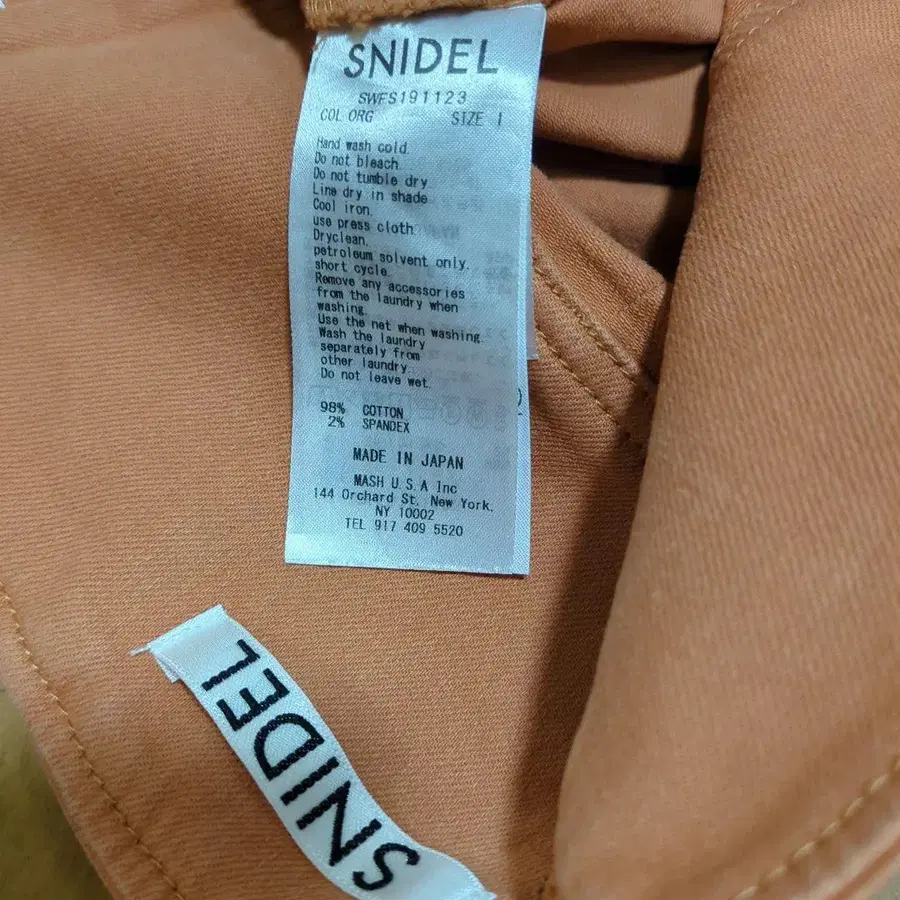 SNIDEL
SWFS191123
COL ORG SIZE 1
Hand wash cold.
Do not bleach.
Do not tumble dry
Line dry in shade
Cool iron.
use press cloth.
Dryclean.
petroleum solvent only.
short cycle.
Remove any accessories
from the laundry when
washing.
Use the net when washing.
Wash the laundry
separately from
other laundry.
Do not leave wet.
98% COTTON
2% SPANDEX
MADE IN JAPAN
MASH U.S.A Inc
144 Orchard St. New York,
NY 10002
TEL 917 409 5520
SNIDEL